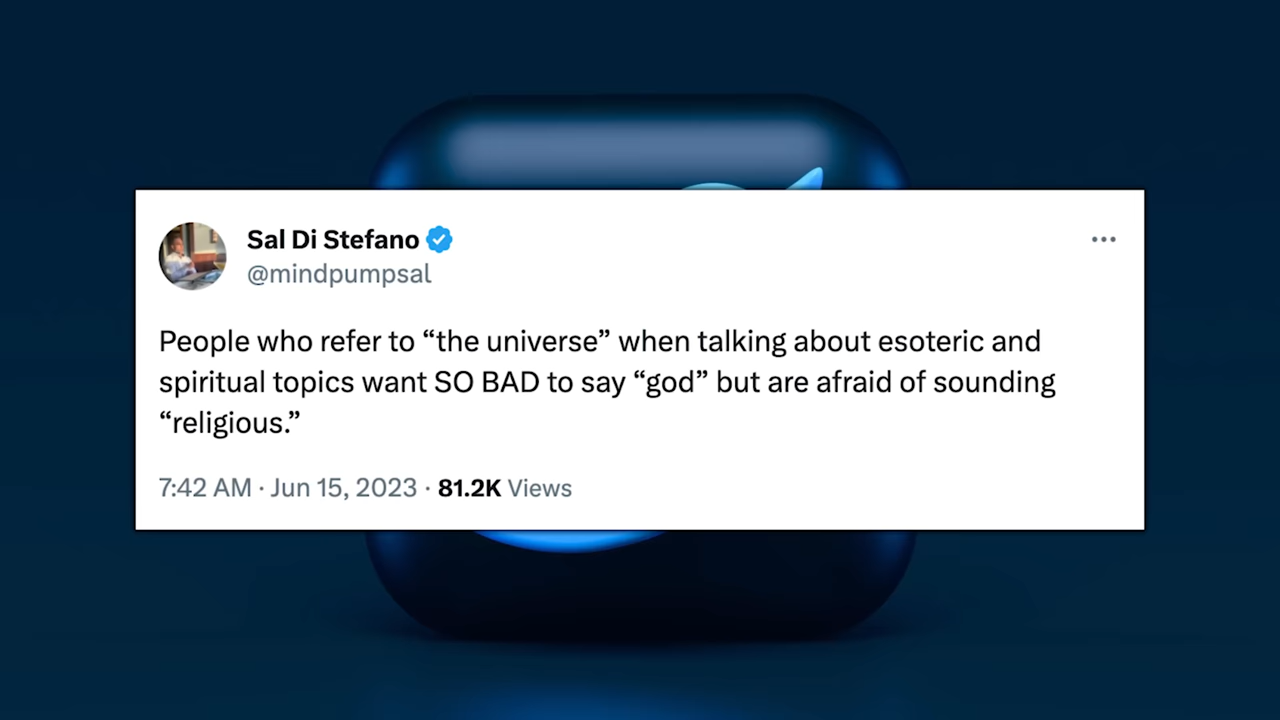 Sal Di Stefano
@mindpumpsal
People who refer to “the universe” when talking about esoteric and
spiritual topics want SO BAD to say “god” but are afraid of sounding
“religious.”
7:42 AM · Jun 15, 2023 · 81.2K Views